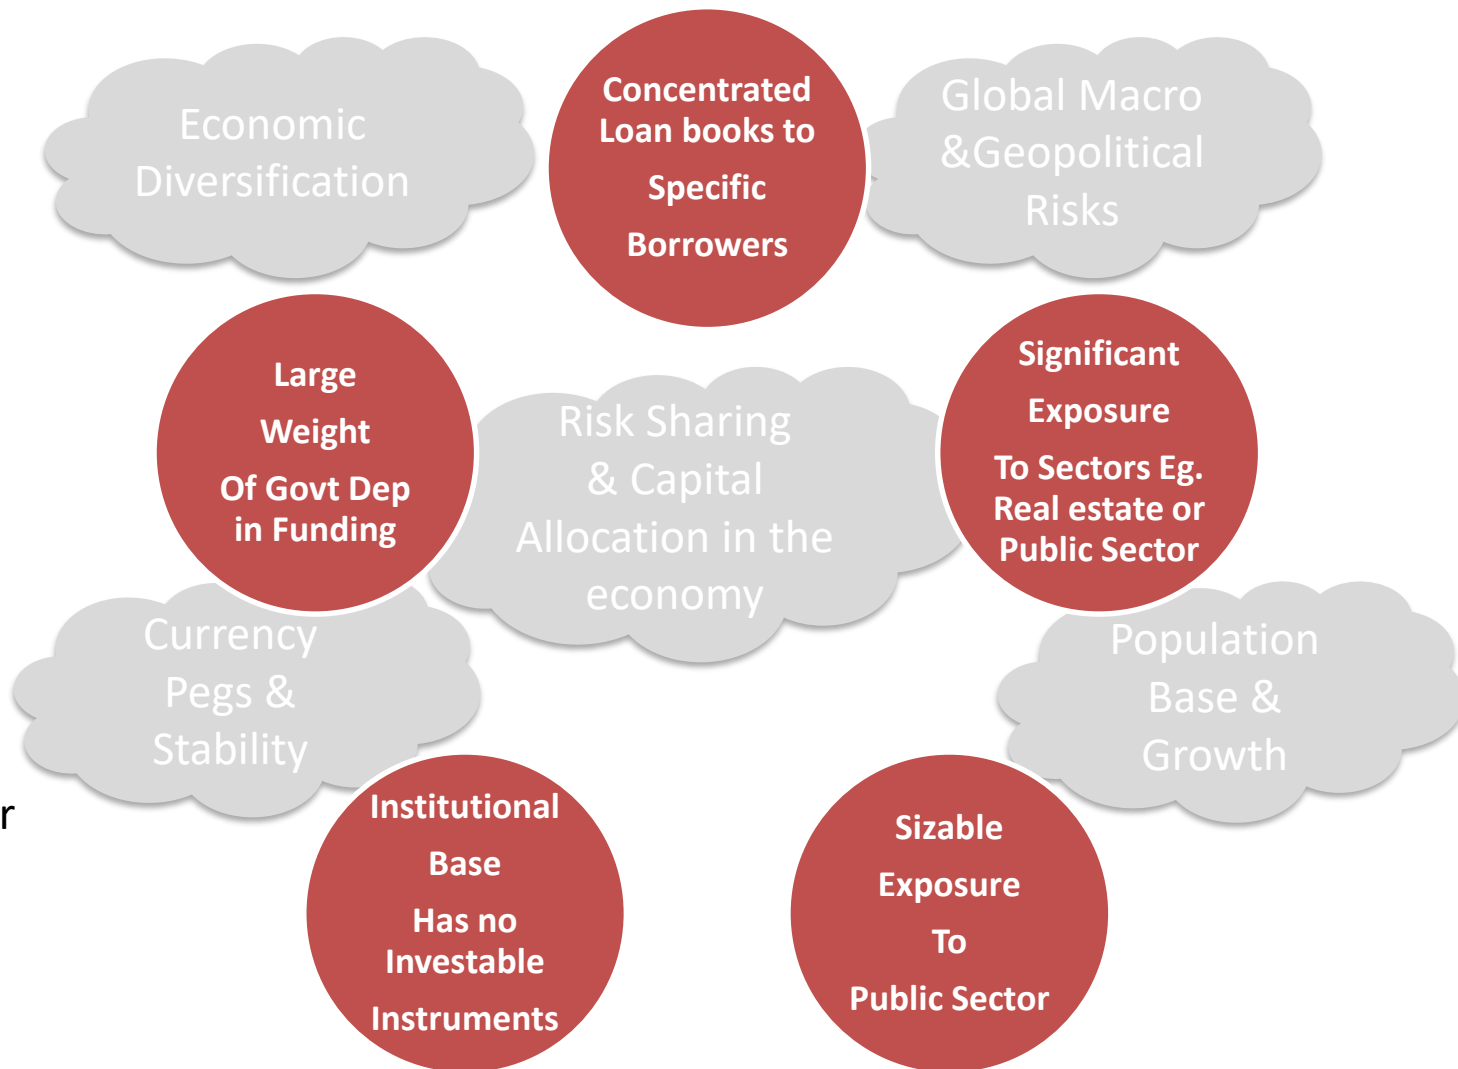 Economic
Diversification
Concentrated
Loan books to
Specific
Borrowers
Global Macro
&Geopolitical
Risks
Large
Weight
Of Govt Dep
in Funding
Risk Sharing
& Capital
Allocation in the
economy
Significant
Exposure
To Sectors Eg.
Real estate or
Public Sector
Currency
Pegs &
Stability
Population
Base &
Growth
r
Institutional
Base
Has no
Investable
Instruments
Sizable
Exposure
To
Public Sector